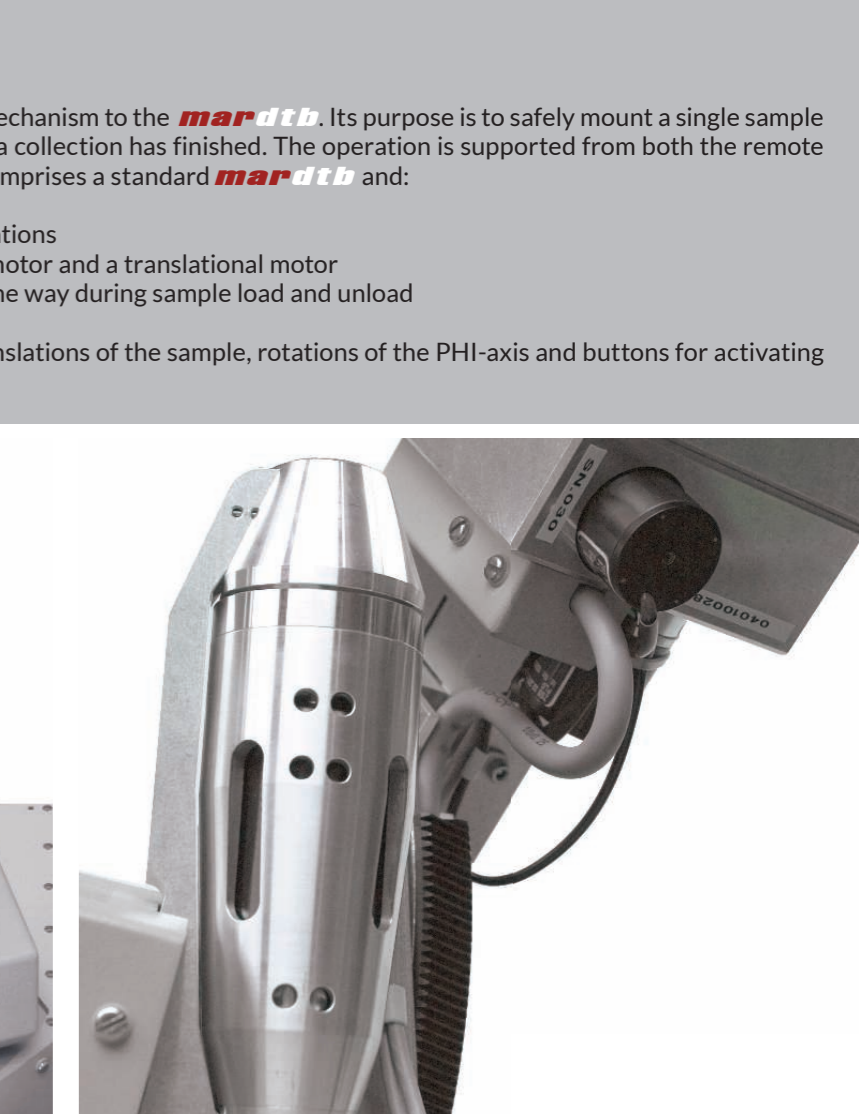 echanism to the mardtb. Its purpose is to safely mount a single sample
a collection has finished. The operation is supported from both the remote
mprises a standard mardtb and:
tions
notor and a translational motor
he way during sample load and unload
nslations of the sample, rotations of the PHI-axis and buttons for activating
SN.030
04010028